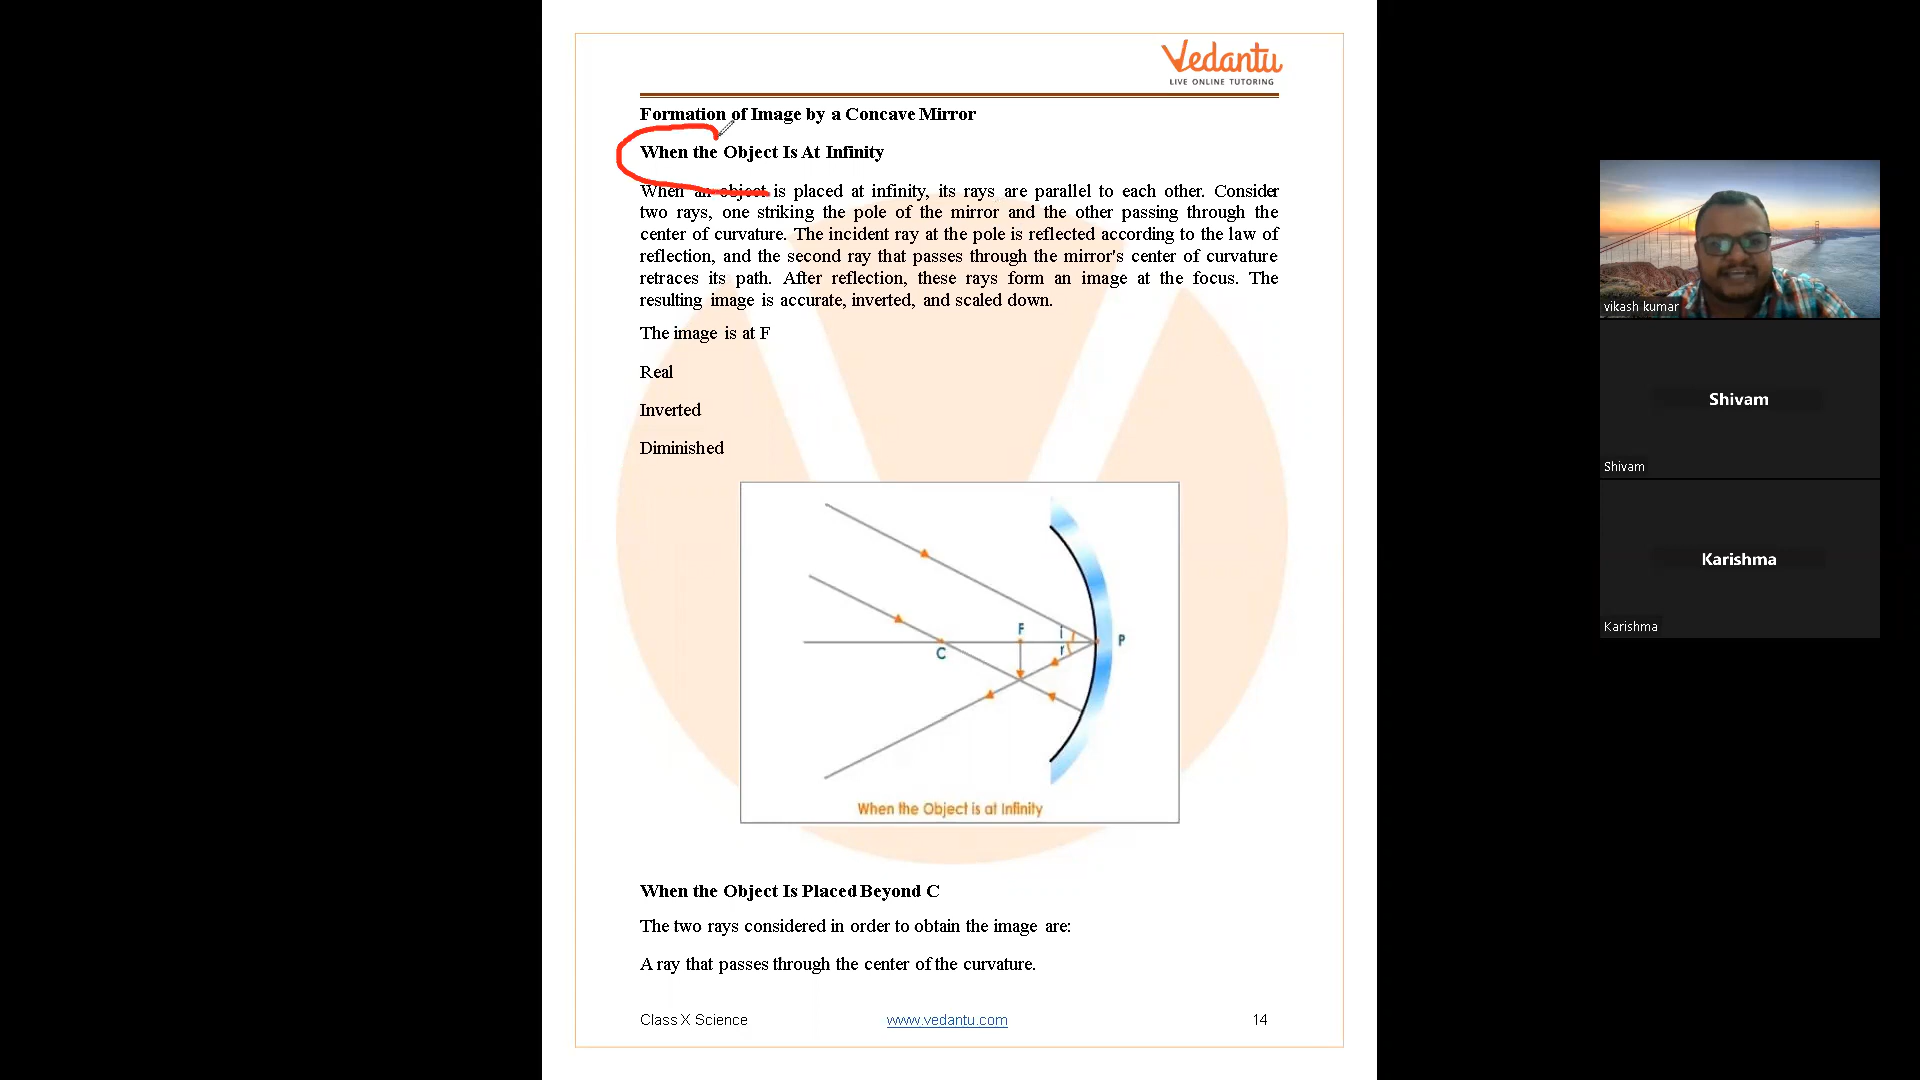 Vedantu
LIVE ONLINE TUTORING
Formation of Image by a Concave Mirror
When the Object Is At Infinity
When an object is placed at infinity, its rays are parallel to each other. Consider
two rays, one striking the pole of the mirror and the other passing through the
center of curvature. The incident ray at the pole is reflected according to the law of
reflection, and the second ray that passes through the mirror's center of curvature
retraces its path. After reflection, these rays form an image at the focus. The
resulting image is accurate, inverted, and scaled down.
The image is at F
Real
Inverted
Diminished
F
i
C
r
P
When the Object is at Infinity
When the Object Is Placed Beyond C
The two rays considered in order to obtain the image are:
A ray that passes through the center of the curvature.
Class X Science
www.vedantu.com
14
vikash kumar
Shivam
Shivam
Karishma
Karishma